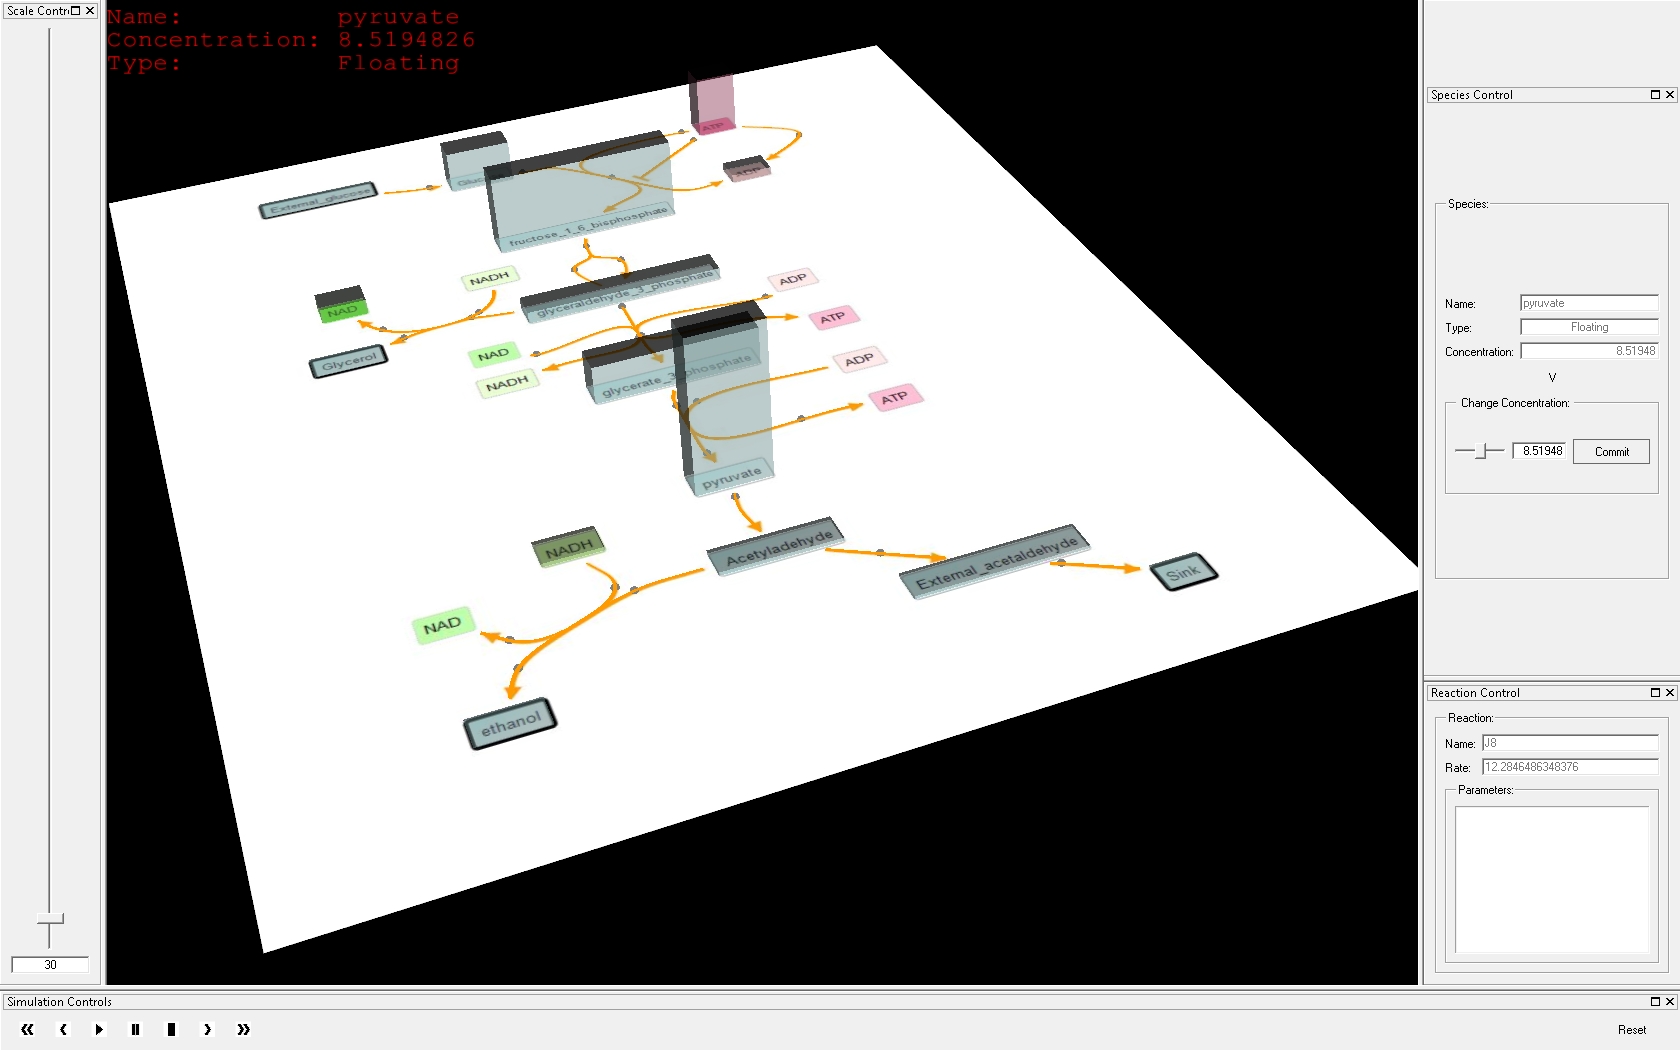 Scale Contr
Name: pyruvate
Concentration: 8.5194826
Type: Floating
ATP
External_glucose
fructose_1_6_bisphosphate
NADH
glyceraldehyde_3_phosphate
ADP
NAD
ATP
Glycerol
NAD
glycerate_3_phosphate
ADP
NADH
ATP
pyruvate
NADH
Acetyladehyde
External_acetaldehyde
Sink
NAD
ethanol
30
Species Control
Species:
Name: pyruvate
Type: Floating
Concentration: 8.51948
V
Change Concentration:
8.51948 Commit
Reaction Control
Reaction:
Name: J8
Rate: 12.2846486348376
Parameters:
Simulation Controls
Reset